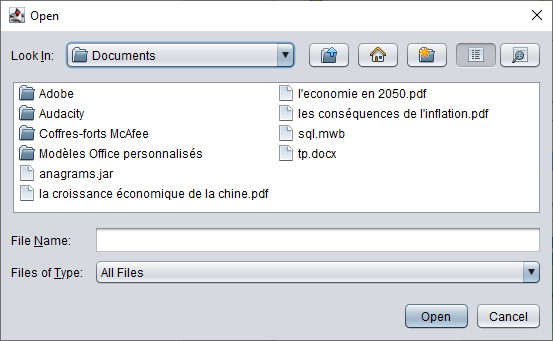 Open
Look In: Documents
Adobe
Audacity
Coffres-forts McAfee
Modèles Office personnalisés
anagrams.jar
la croissance économique de la chine.pdf
l'economie en 2050.pdf
les conséquences de l'inflation.pdf
sql.mwb
tp.docx
File Name:
Files of Type: All Files
Open Cancel